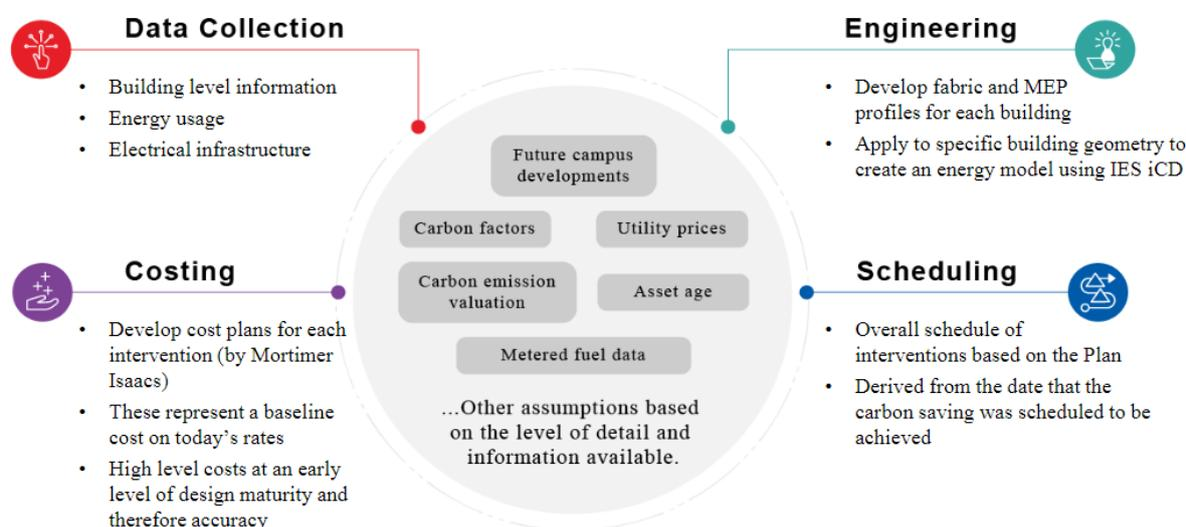 Data Collection
• Building level information
• Energy usage
• Electrical infrastructure
Engineering
• Develop fabric and MEP
profiles for each building
• Apply to specific building geometry to
create an energy model using IES iCD
Future campus
developments
Carbon factors
Utility prices
Carbon emission
valuation
Asset age
Metered fuel data
...Other assumptions based
on the level of detail and
information available.
Costing
• Develop cost plans for each
intervention (by Mortimer
Isaacs)
• These represent a baseline
cost on today’s rates
• High level costs at an early
level of design maturity and
therefore accuracy
Scheduling
• Overall schedule of
interventions based on the Plan
• Derived from the date that the
carbon saving was scheduled to be
achieved